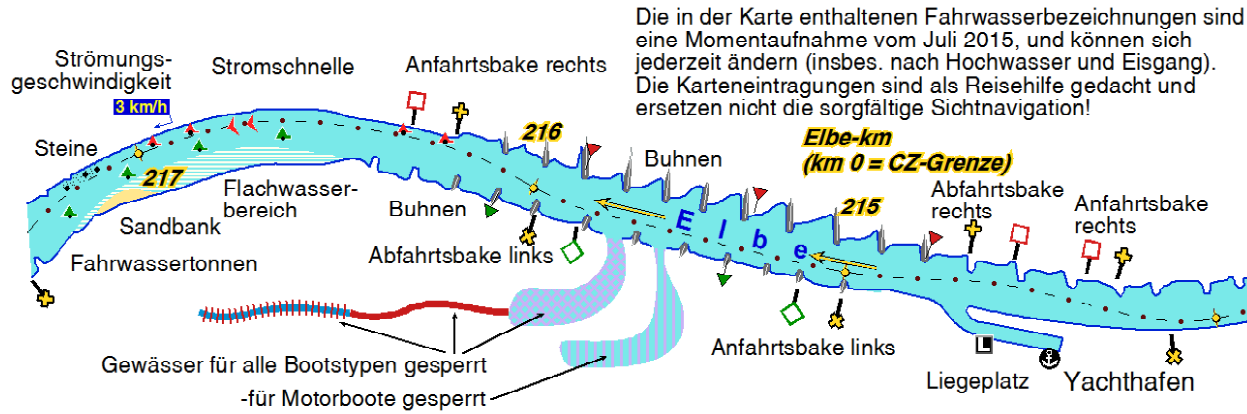 Die in der Karte enthaltenen Fahrwasserbezeichnungen sind
eine Momentaufnahme vom Juli 2015, und können sich
jederzeit ändern (insbes. nach Hochwasser und Eisgang).
Die Karteneintragungen sind als Reisehilfe gedacht und
ersetzen nicht die sorgfältige Sichtnavigation!
Strömungs-
geschwindigkeit
3 km/h
Stromschnelle
Anfahrtsbake rechts
216
Buhnen
Elbe-km
(km 0 = CZ-Grenze)
Steine
217
Flachwasser-
bereich
Sandbank
Buhnen
Abfahrtsbake links
Fahrwassertonnen
Elbe
215
Abfahrtsbake
rechts
Anfahrtsbake
rechts
Gewässer für alle Bootstypen gesperrt
-für Motorboote gesperrt
Anfahrtsbake links
L
Liegeplatz
Yachthafen